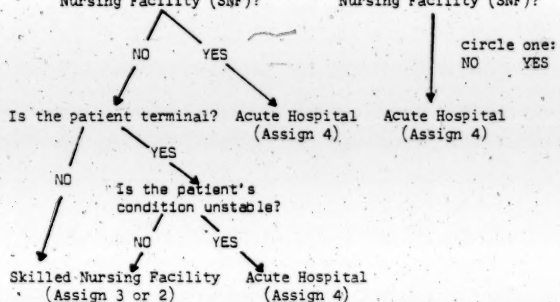 Nursing Facility (SNF)? Nursing Facility (SNF)?
circle one:
NO YES NO YES
Is the patient terminal? Acute Hospital Acute Hospital
(Assign 4) (Assign 4)
NO YES
Is the patient's
condition unstable?
NO YES
Skilled Nursing Facility Acute Hospital
(Assign 3 or 2) (Assign 4)